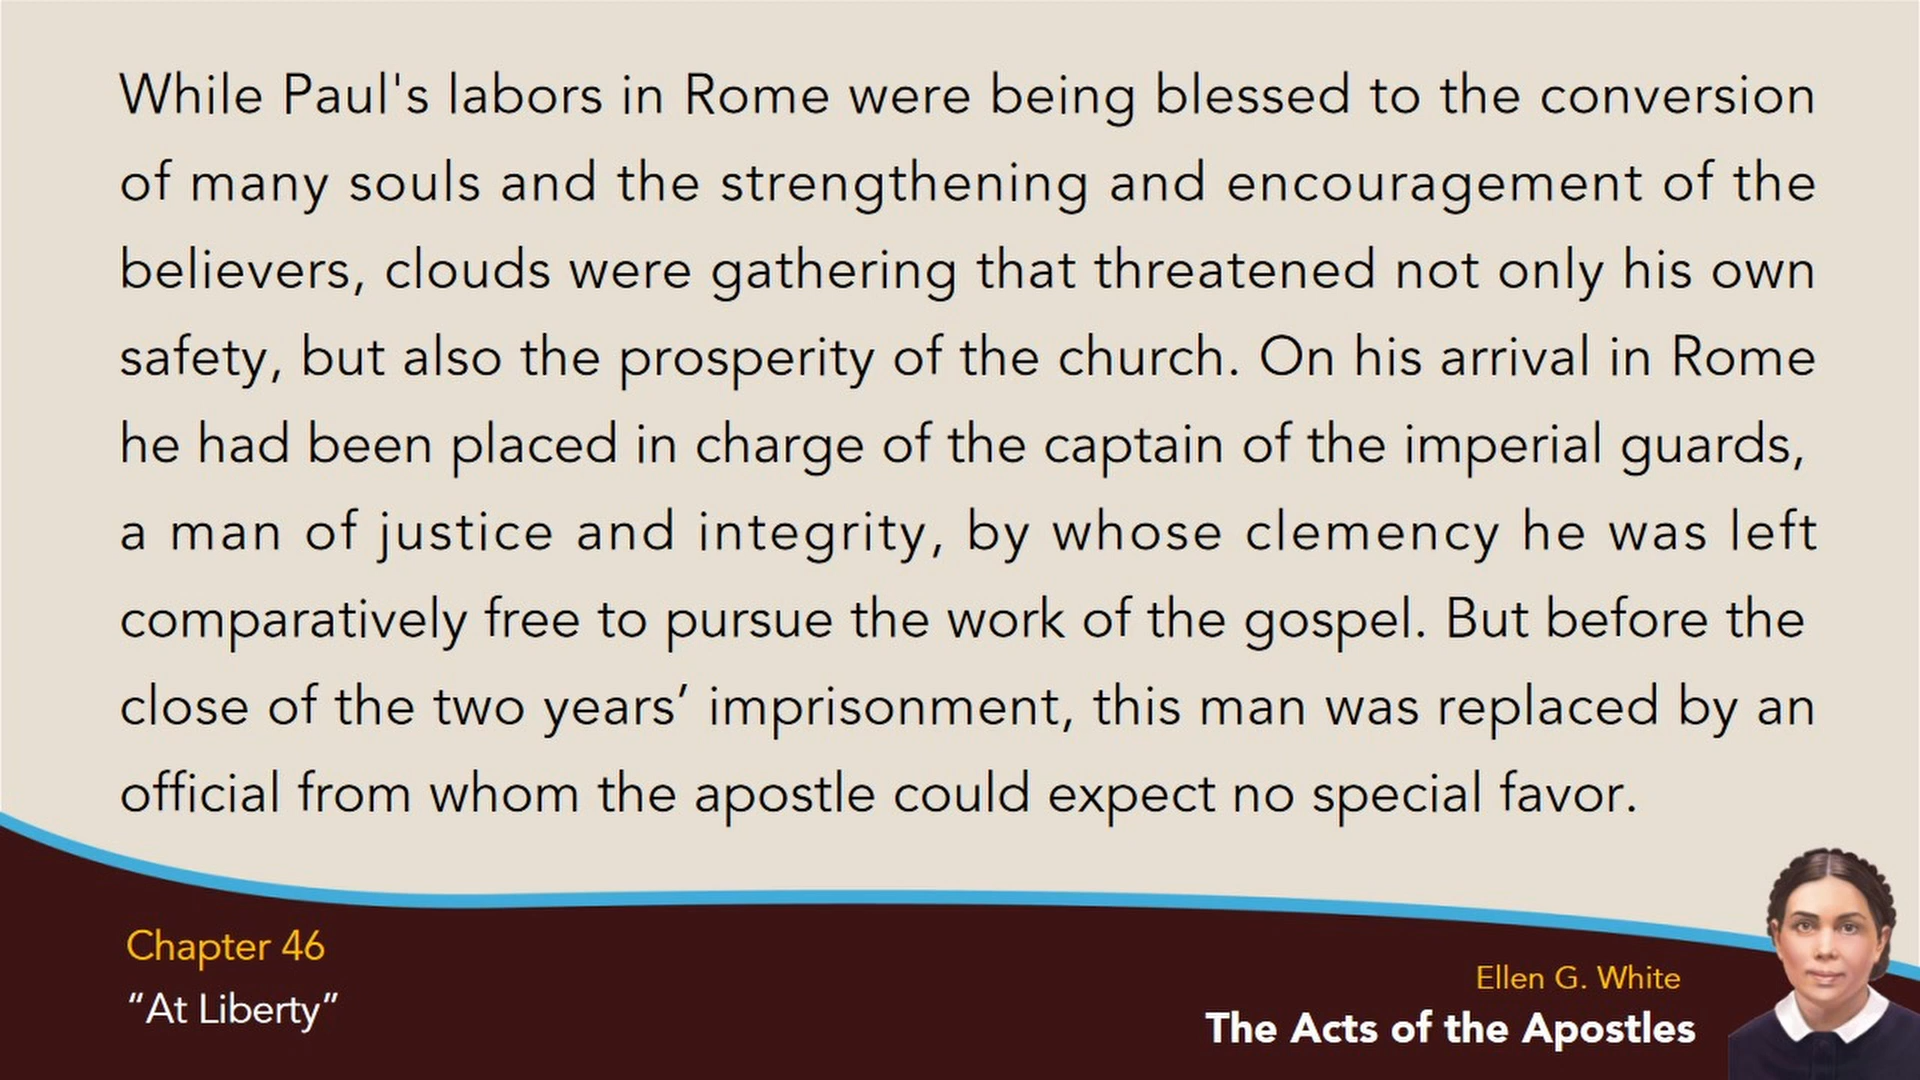 While Paul's labors in Rome were being blessed to the conversion
of many souls and the strengthening and encouragement of the
believers, clouds were gathering that threatened not only his own
safety, but also the prosperity of the church. On his arrival in Rome
he had been placed in charge of the captain of the imperial guards,
a man of justice and integrity, by whose clemency he was left
comparatively free to pursue the work of the gospel. But before the
close of the two years’ imprisonment, this man was replaced by an
official from whom the apostle could expect no special favor.
Chapter 46
“At Liberty”
Ellen G. White
The Acts of the Apostles